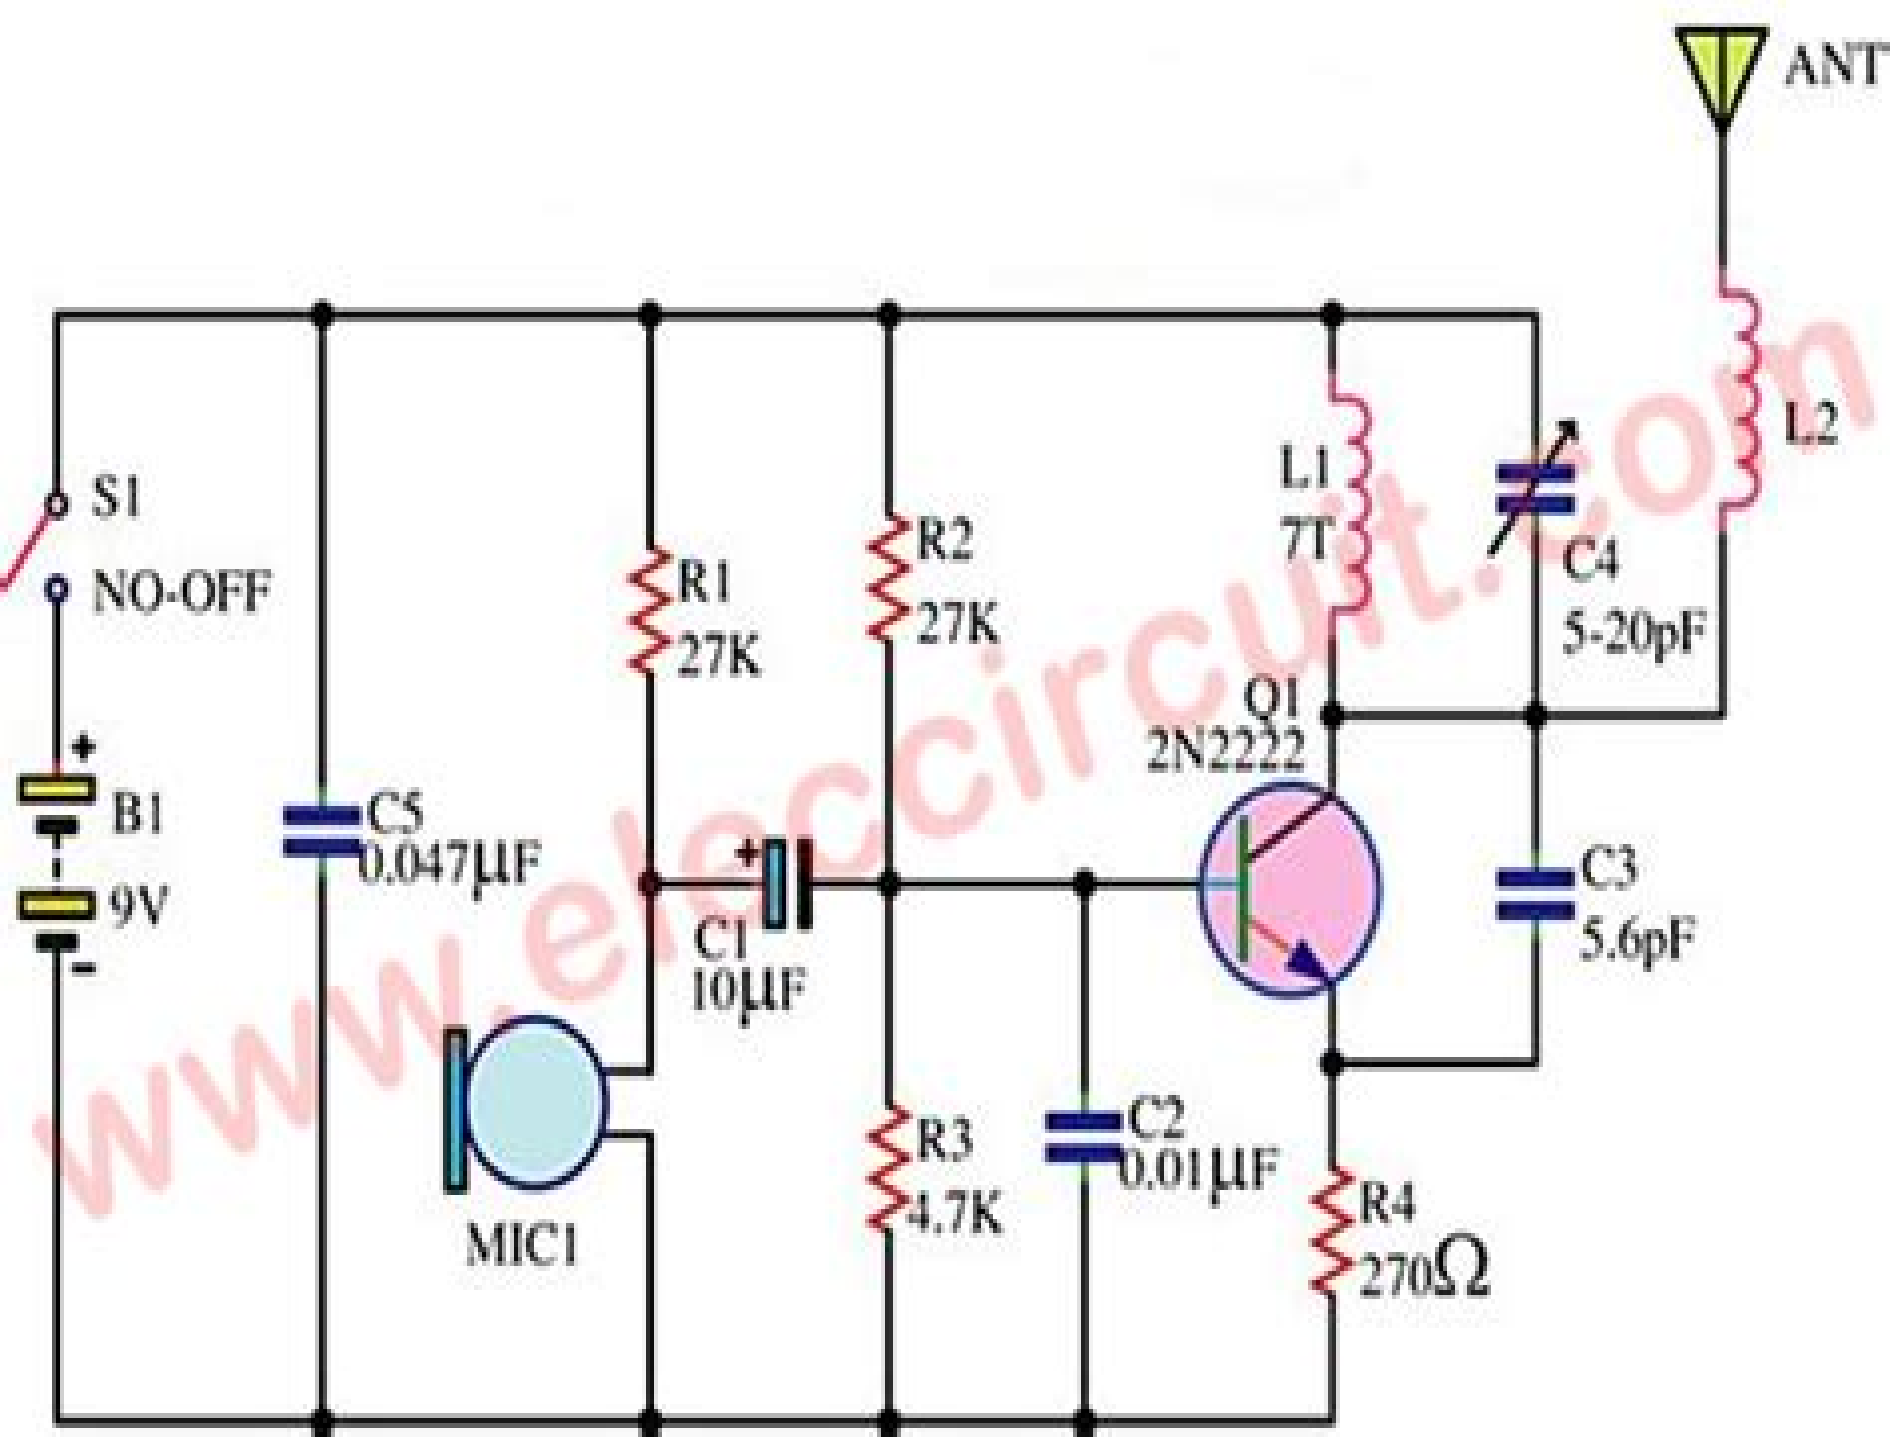 ANT
L2
S1
NO-OFF
B1
9V
+
-
C5
0.047µF
R1
27K
R2
27K
+
C1
10µF
MIC1
R3
4.7K
C2
0.01µF
L1
7T
Q1
2N2222
C4
5-20pF
C3
5.6pF
R4
270Ω
www.eleccircuit.com